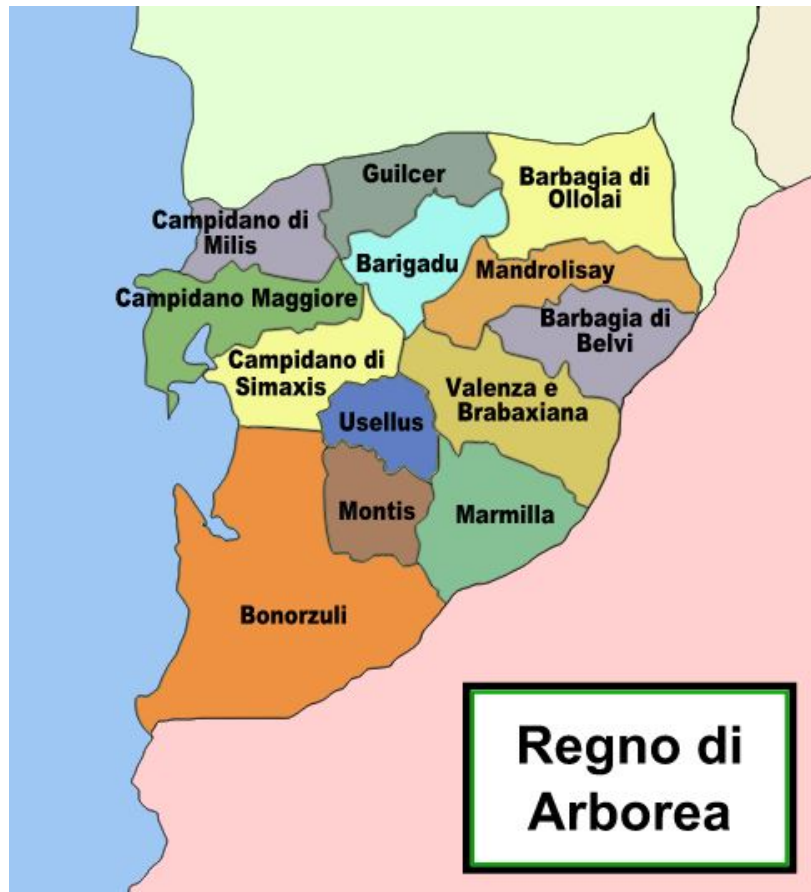 Guilcer
Barbagia di
Ollolai
Campidano di
Milis
Barigadu
Mandrolisay
Campidano Maggiore
Barbagia di
Belvi
Campidano di
Simaxis
Valenza e
Brabaxiana
Usellus
Montis
Marmilla
Bonorzuli
Regno di
Arborea